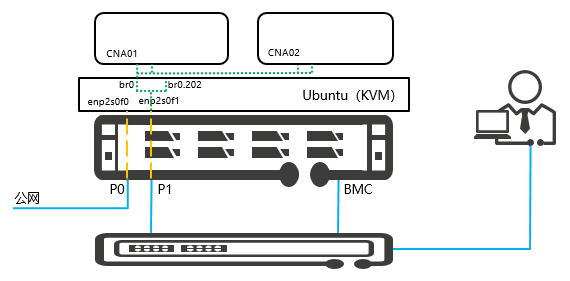 CNA01
CNA02
br0
br0.202
enp2s0f0
enp2s0f1
Ubuntu（KVM）
P0
P1
BMC
公网